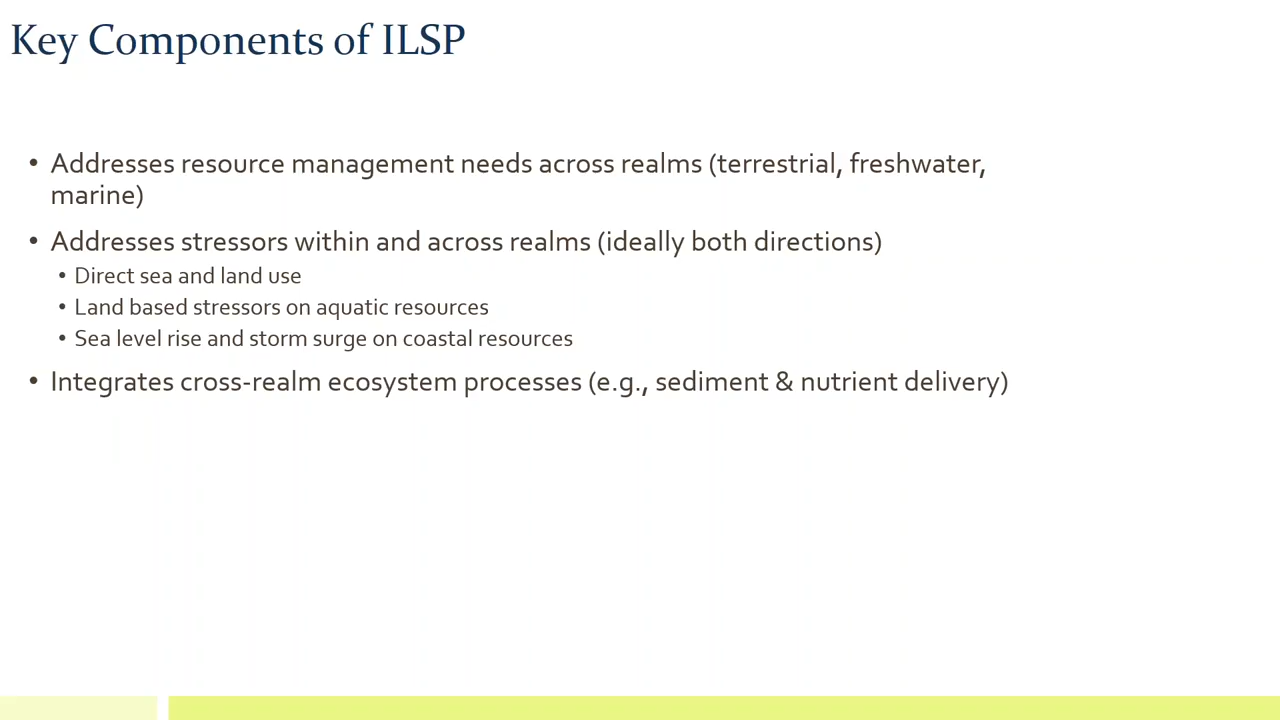 Key Components of ILSP
• Addresses resource management needs across realms (terrestrial, freshwater,
marine)
• Addresses stressors within and across realms (ideally both directions)
• Direct sea and land use
• Land based stressors on aquatic resources
• Sea level rise and storm surge on coastal resources
• Integrates cross-realm ecosystem processes (e.g., sediment & nutrient delivery)